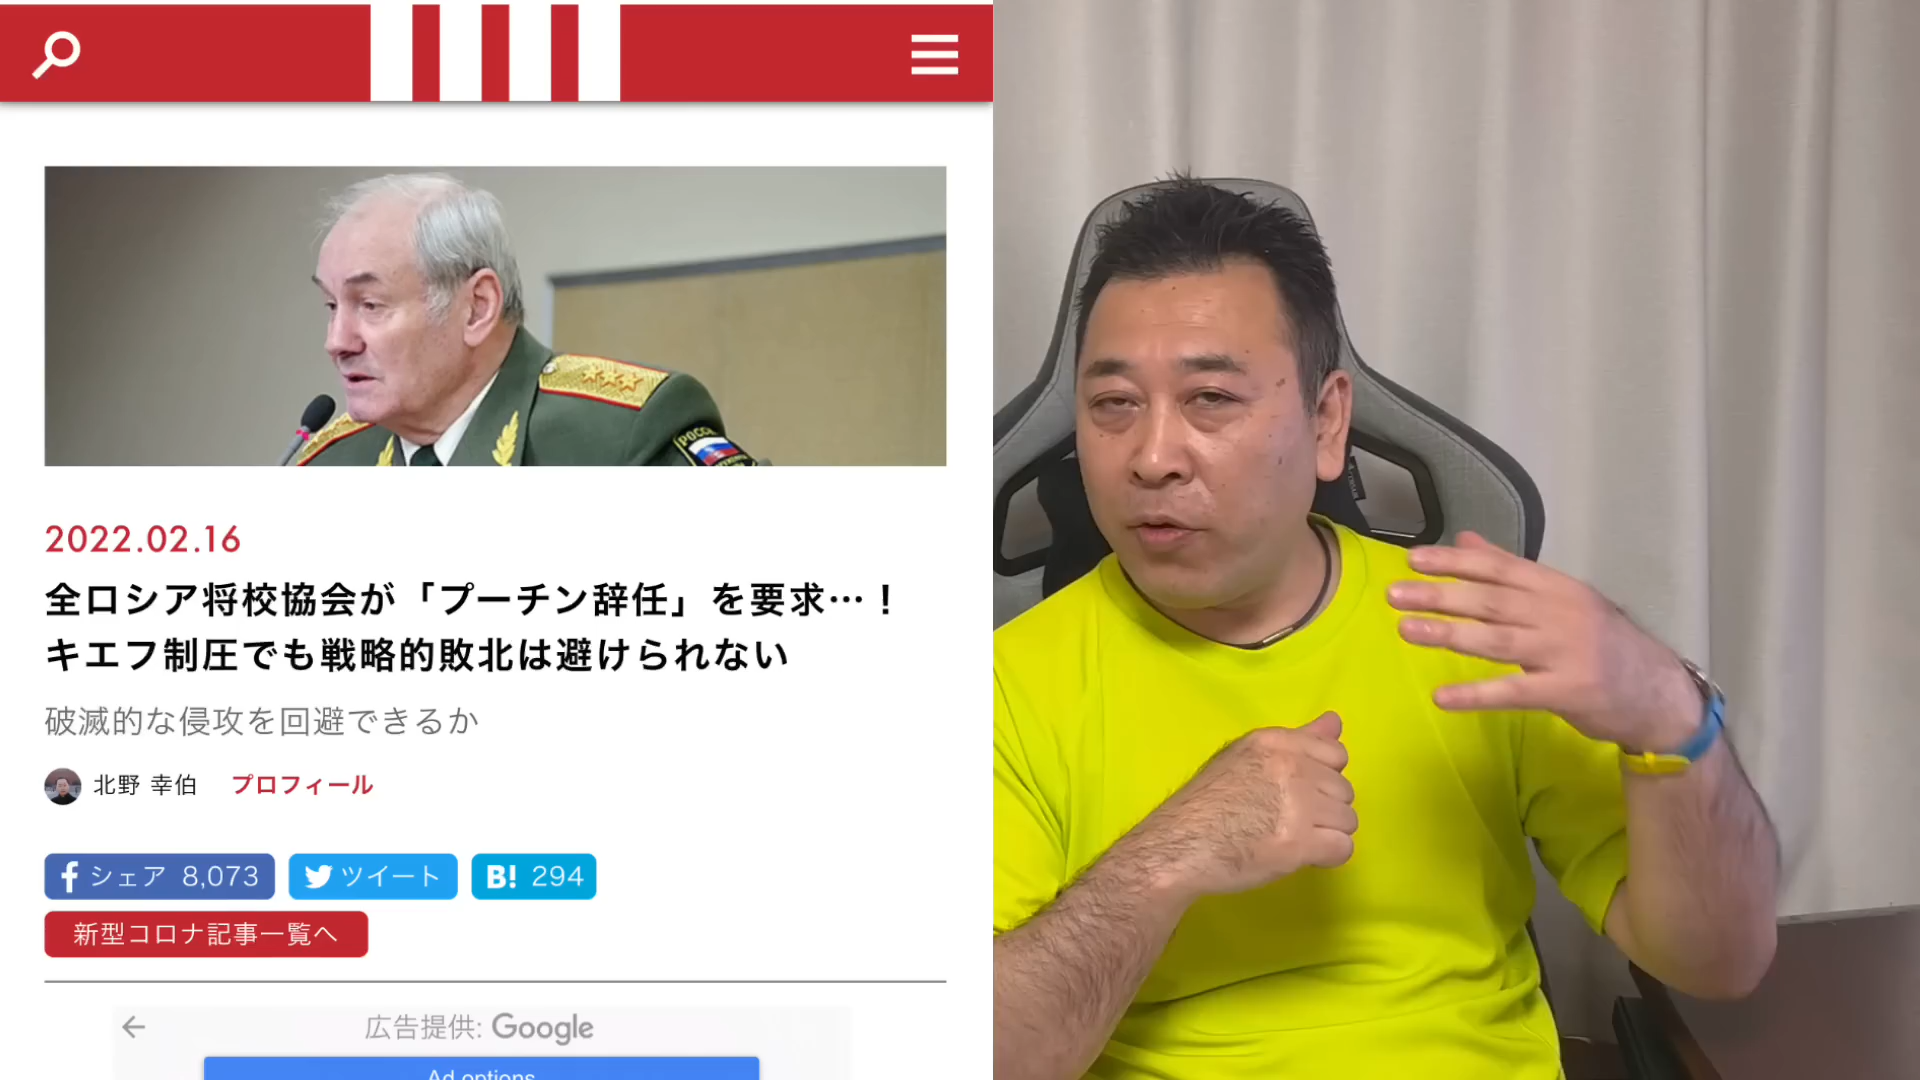 РОССИ
2022.02.16
全ロシア将校協会が「プーチン辞任」を要求…！
キエフ制圧でも戦略的敗北は避けられない
破滅的な侵攻を回避できるか
北野 幸伯 プロフィール
シェア 8,073 ツイート B! 294
新型コロナ記事一覧へ
広告提供: Google
Ad options